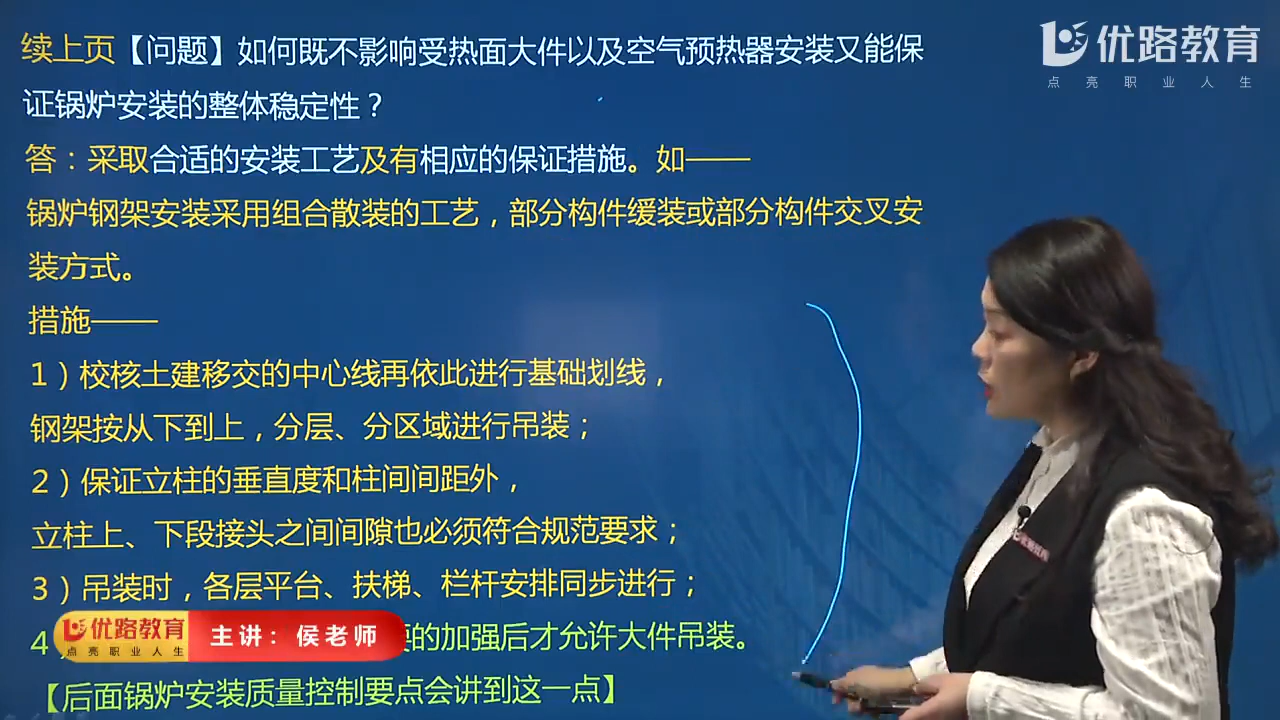 续上页【问题】如何既不影响受热面大件以及空气预热器安装又能保
证锅炉安装的整体稳定性？
答：采取合适的安装工艺及有相应的保证措施。如——
锅炉钢架安装采用组合散装的工艺，部分构件缓装或部分构件交叉安
装方式。
措施——
1）校核土建移交的中心线再依此进行基础划线，
钢架按从下到上，分层、分区域进行吊装；
2）保证立柱的垂直度和柱间间距外，
立柱上、下段接头之间间隙也必须符合规范要求；
3）吊装时，各层平台、扶梯、栏杆安排同步进行；
4 的加强后才允许大件吊装。
【后面锅炉安装质量控制要点会讲到这一点】
优路教育
点亮职业人生
优路教育
点亮职业人生
主讲：侯老师